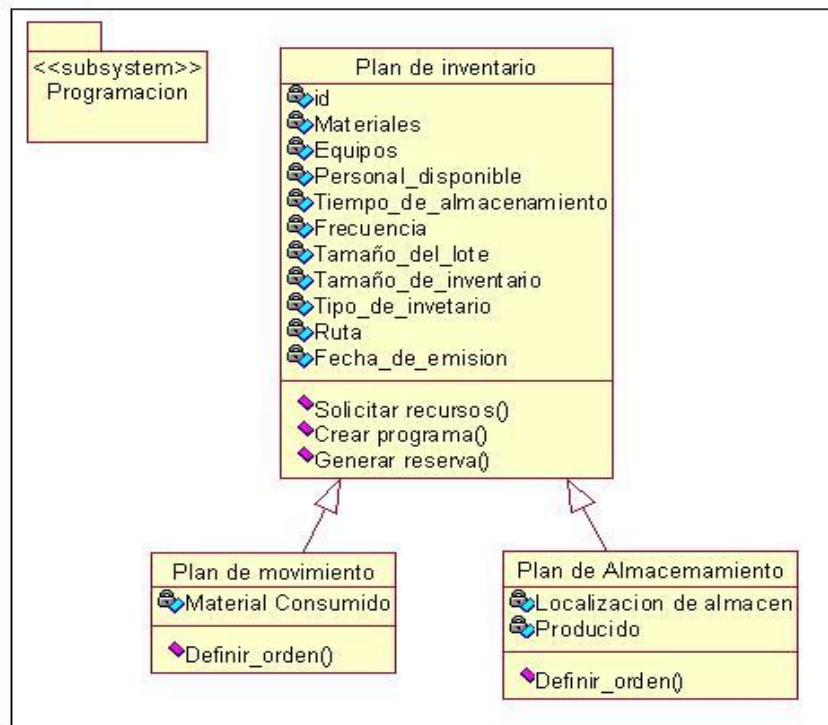 <<subsystem>>
Programacion
Plan de inventario
id
Materiales
Equipos
Personal_disponible
Tiempo_de_almacenamiento
Frecuencia
Tamaño_del_lote
Tamaño_de_inventario
Tipo_de_invetario
Ruta
Fecha_de_emision
Solicitar recursos()
Crear programa()
Generar reserva()
Plan de movimiento
Material Consumido
Definir_orden()
Plan de Almacemamiento
Localizacion de almacen
Producido
Definir_orden()